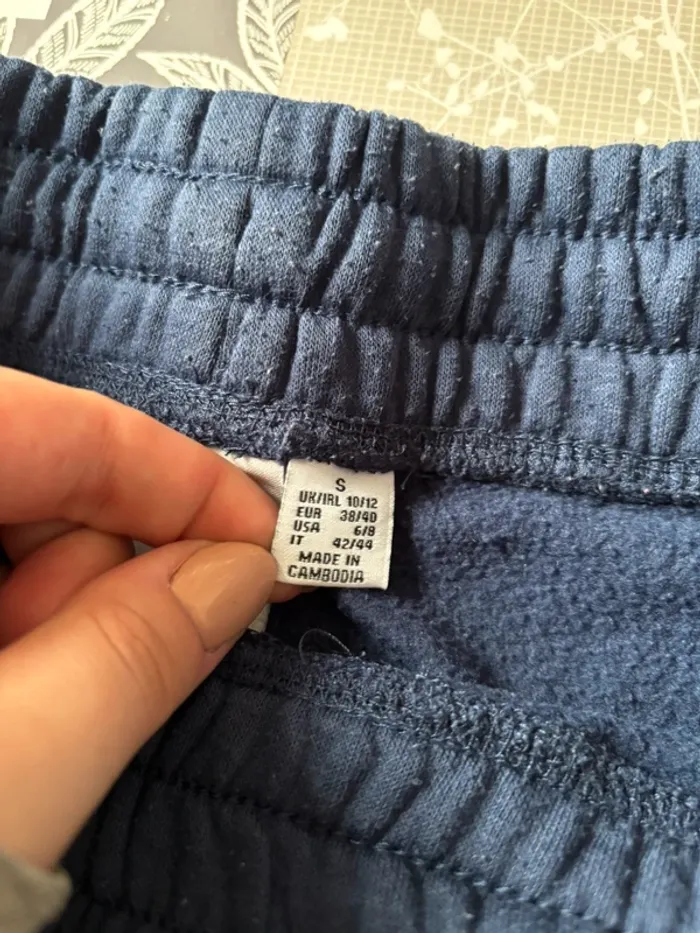 S
UK/IRL 10/12
EUR 38/40
USA 6/8
IT 42/44
MADE IN
CAMBODIA